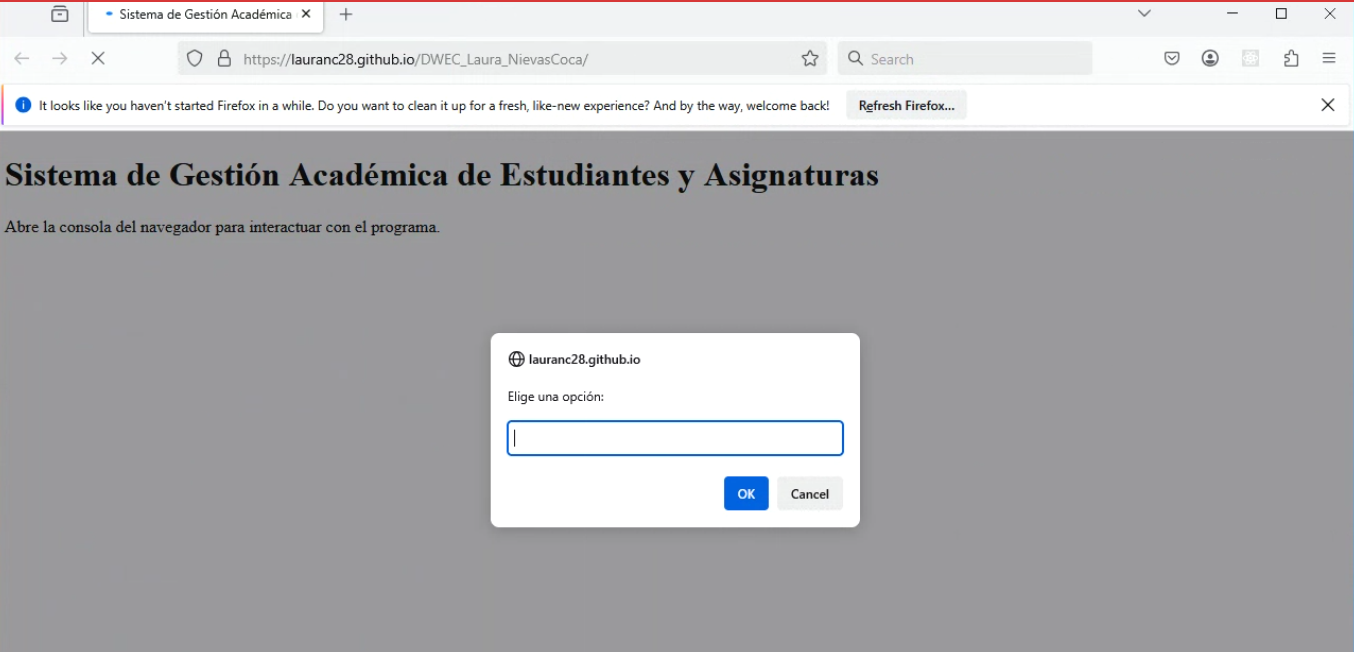 Sistema de Gestión Académica
https://lauranc28.github.io/DWEC_Laura_NievasCoca/
Search
It looks like you haven't started Firefox in a while. Do you want to clean it up for a fresh, like-new experience? And by the way, welcome back!
Refresh Firefox...
Sistema de Gestión Académica de Estudiantes y Asignaturas
Abre la consola del navegador para interactuar con el programa.
lauranc28.github.io
Elige una opción:
OK
Cancel